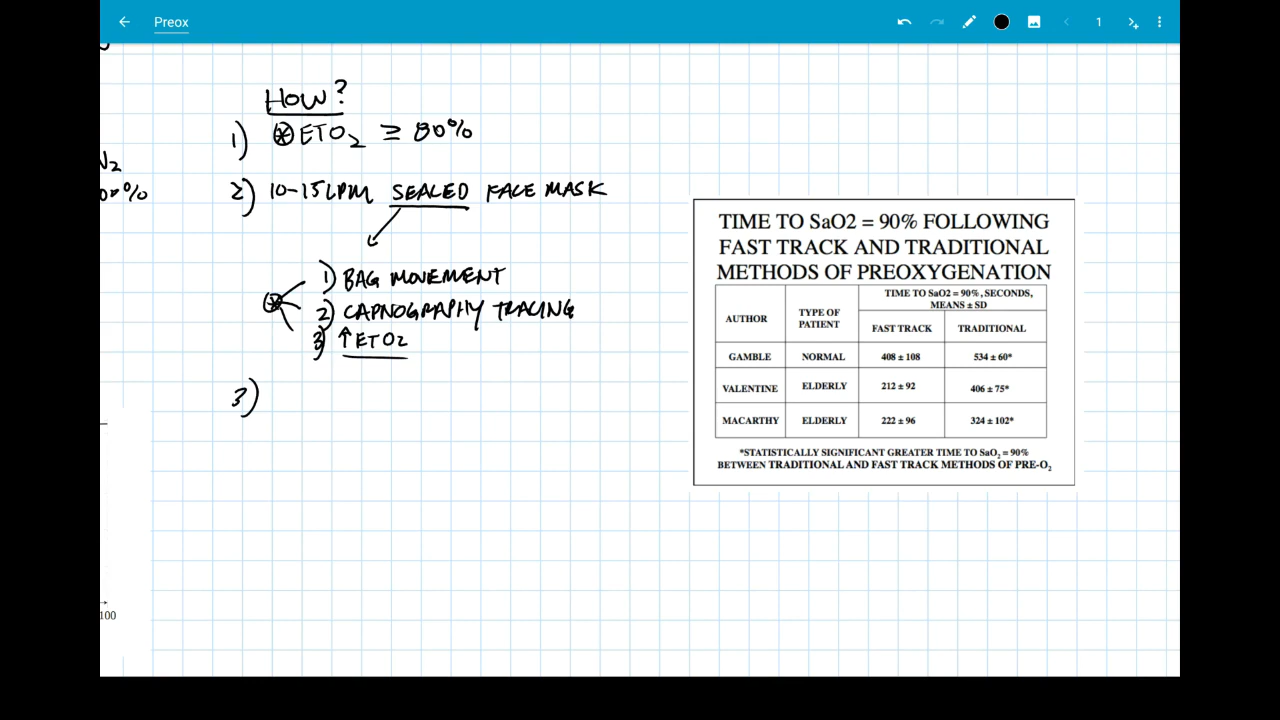 Preox
1
HOW?
1) ⊛ ETO2 ≥ 80%
N2
00%
2) 10-15LPM SEALED FACE MASK
1) BAG MOVEMENT
2) CAPNOGRAPHY TRACING
3) ↑ETO2
3)
100
TIME TO SaO2 = 90% FOLLOWING
FAST TRACK AND TRADITIONAL
METHODS OF PREOXYGENATION
AUTHOR TYPE OF PATIENT TIME TO SaO2 = 90%, SECONDS, MEANS ± SD
FAST TRACK TRADITIONAL
GAMBLE NORMAL 408 ± 108 534 ± 60*
VALENTINE ELDERLY 212 ± 92 406 ± 75*
MACARTHY ELDERLY 222 ± 96 324 ± 102*
*STATISTICALLY SIGNIFICANT GREATER TIME TO SaO2 = 90%
BETWEEN TRADITIONAL AND FAST TRACK METHODS OF PRE-O2